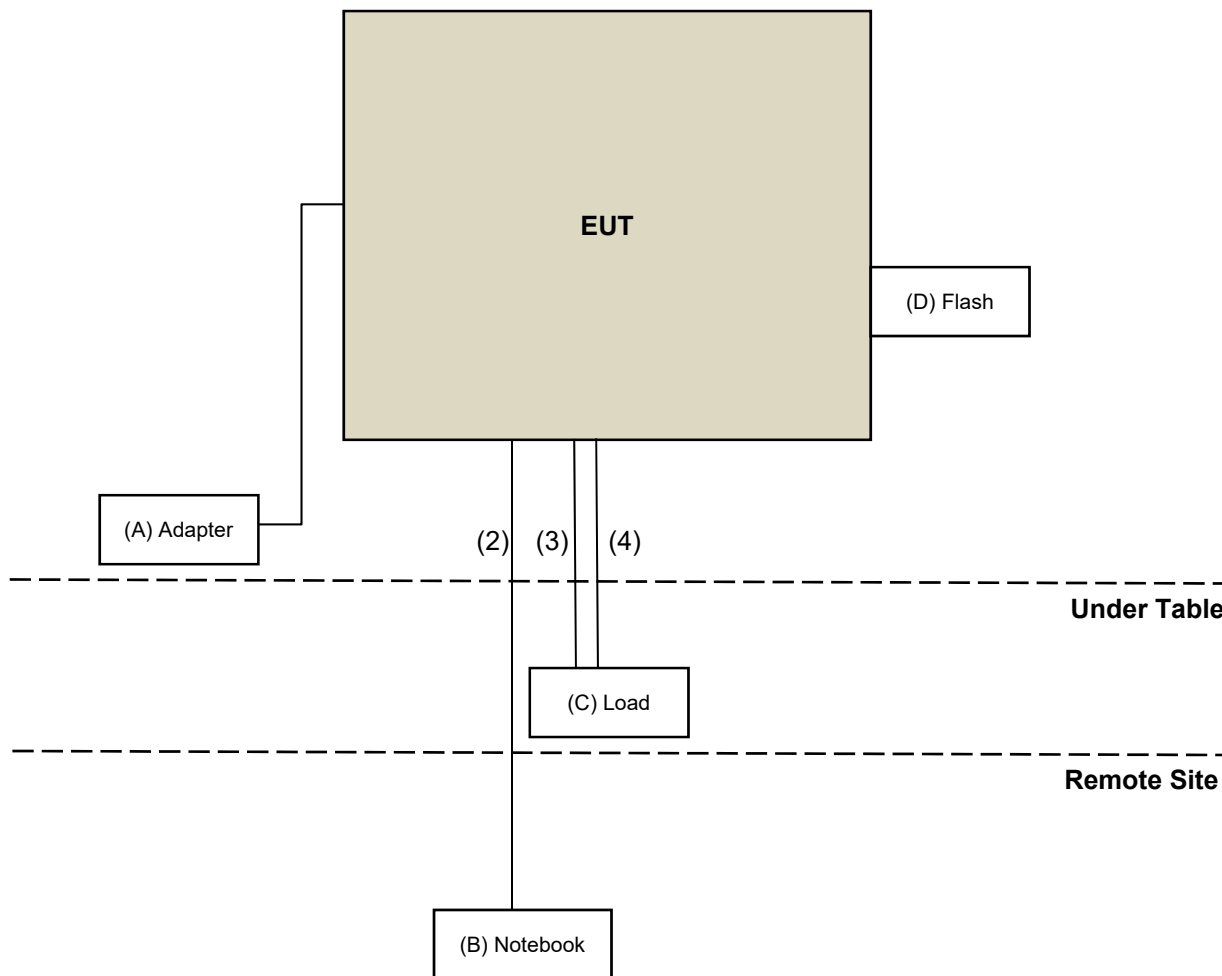 EUT
(D) Flash
(A) Adapter
(2) (3) (4)
Under Table
(C) Load
Remote Site
(B) Notebook